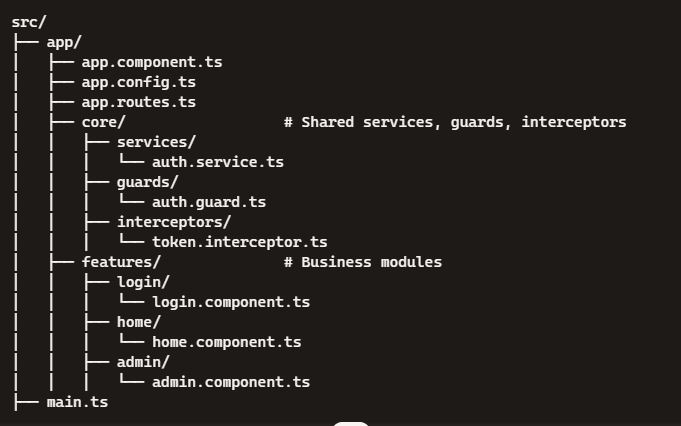 src/
├── app/
│   ├── app.component.ts
│   ├── app.config.ts
│   ├── app.routes.ts
│   ├── core/                  # Shared services, guards, interceptors
│   │   ├── services/
│   │   │   └── auth.service.ts
│   │   ├── guards/
│   │   │   └── auth.guard.ts
│   │   ├── interceptors/
│   │   │   └── token.interceptor.ts
│   ├── features/              # Business modules
│   │   ├── login/
│   │   │   └── login.component.ts
│   │   ├── home/
│   │   │   └── home.component.ts
│   │   ├── admin/
│   │   │   └── admin.component.ts
├── main.ts